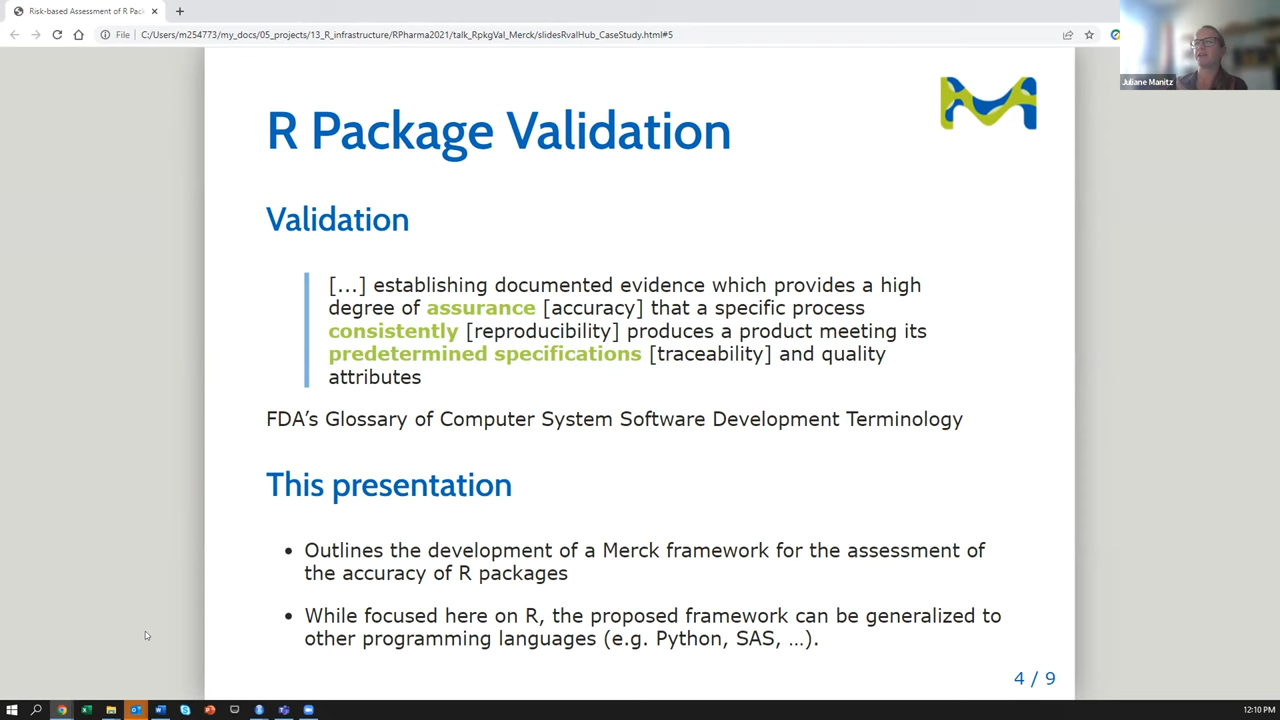 Risk-based Assessment of R Pack
File
C:/Users/m254773/my_docs/05_projects/13_R_infrastructure/RPharma2021/talk_RpkgVal_Merck/slidesRvalHub_CaseStudy.html#5
Juliane Manitz
R Package Validation
Validation
[...] establishing documented evidence which provides a high
degree of assurance [accuracy] that a specific process
consistently [reproducibility] produces a product meeting its
predetermined specifications [traceability] and quality
attributes
FDA's Glossary of Computer System Software Development Terminology
This presentation
• Outlines the development of a Merck framework for the assessment of
the accuracy of R packages
• While focused here on R, the proposed framework can be generalized to
other programming languages (e.g. Python, SAS, ...).
4 / 9
12:10 PM